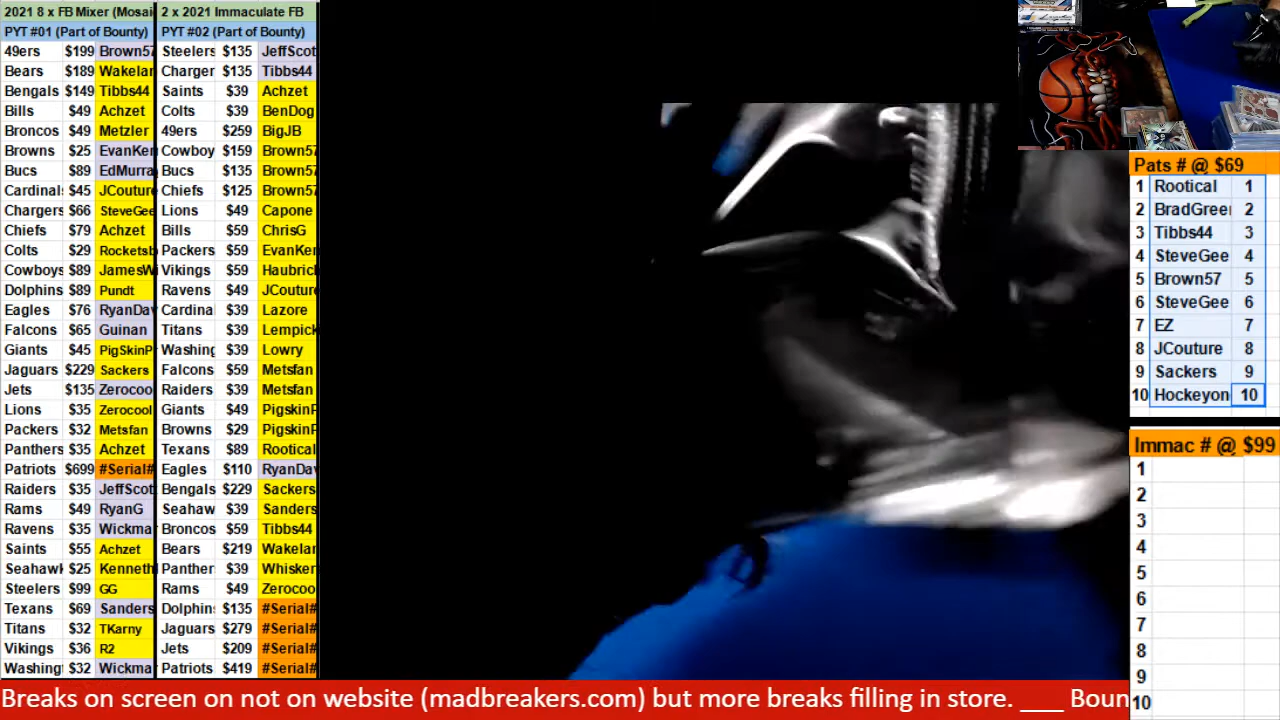 2021 8 x FB Mixer (Mosai 2 x 2021 Immaculate FB
PYT #01 (Part of Bounty) PYT #02 (Part of Bounty)
49ers $199 Brown57 Steelers $135 JeffScot
Bears $189 Wakelar Charger $135 Tibbs44
Bengals $149 Tibbs44 Saints $39 Achzet
Bills $49 Achzet Colts $39 BenDog
Broncos $49 Metzler 49ers $259 BigJB
Browns $25 EvanKen Cowboy $159 Brown57
Bucs $89 EdMurra Bucs $135 Brown57
Cardinals $45 JCouture Chiefs $125 Brown57
Chargers $66 SteveGee Lions $49 Capone
Chiefs $79 Achzet Bills $59 ChrisG
Colts $29 Rocketsb Packers $59 EvanKer
Cowboys $89 JamesWi Vikings $59 Haubrich
Dolphins $89 Pundt Ravens $49 JCouture
Eagles $76 RyanDav Cardina $39 Lazore
Falcons $65 Guinan Titans $39 Lempick
Giants $45 PigSkinP Washing $39 Lowry
Jaguars $229 Sackers Falcons $59 Metsfan
Jets $135 Zerocoo Raiders $39 Metsfan
Lions $35 Zerocool Giants $49 PigskinP
Packers $32 Metsfan Browns $29 PigskinP
Panthers $35 Achzet Texans $89 Rootical
Patriots $699 #Serial# Eagles $110 RyanDav
Raiders $35 JeffScot Bengals $229 Sackers
Rams $49 RyanG Seahaw $39 Sanders
Ravens $35 Wickma Broncos $59 Tibbs44
Saints $55 Achzet Bears $219 Wakelar
Seahawk $25 Kenneth Panther $39 Whisker
Steelers $99 GG Rams $49 Zerocoo
Texans $69 Sanders Dolphin $135 #Serial#
Titans $32 TKarny Jaguars $279 #Serial#
Vikings $36 R2 Jets $209 #Serial#
Washing $32 Wickma Patriots $419 #Serial#
Pats # @ $69
1 Rootical 1
2 BradGree 2
3 Tibbs44 3
4 SteveGee 4
5 Brown57 5
6 SteveGee 6
7 EZ 7
8 JCouture 8
9 Sackers 9
10 Hockeyon 10
Immac # @ $99
1
2
3
4
5
6
7
8
9
10
Breaks on screen on not on website (madbreakers.com) but more breaks filling in store. ___ Boun